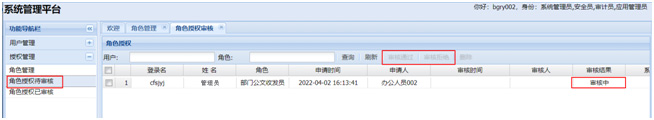 系统管理平台
你好：bgry002，身份：系统管理员,安全员,审计员,应用管理员
功能导航栏
用户管理
授权管理
角色管理
角色授权待审核
角色授权已审核
欢迎 角色管理 角色授权审核
角色授权
用户： 角色： 查询 刷新 审核通过 审核拒绝 删除
登录名 姓 名 角色 申请时间 申请人 审核时间 审核人 审核结果
1 cfsjyj 管理员 部门公文收发员 2022-04-02 16:13:41 办公人员002 审核中